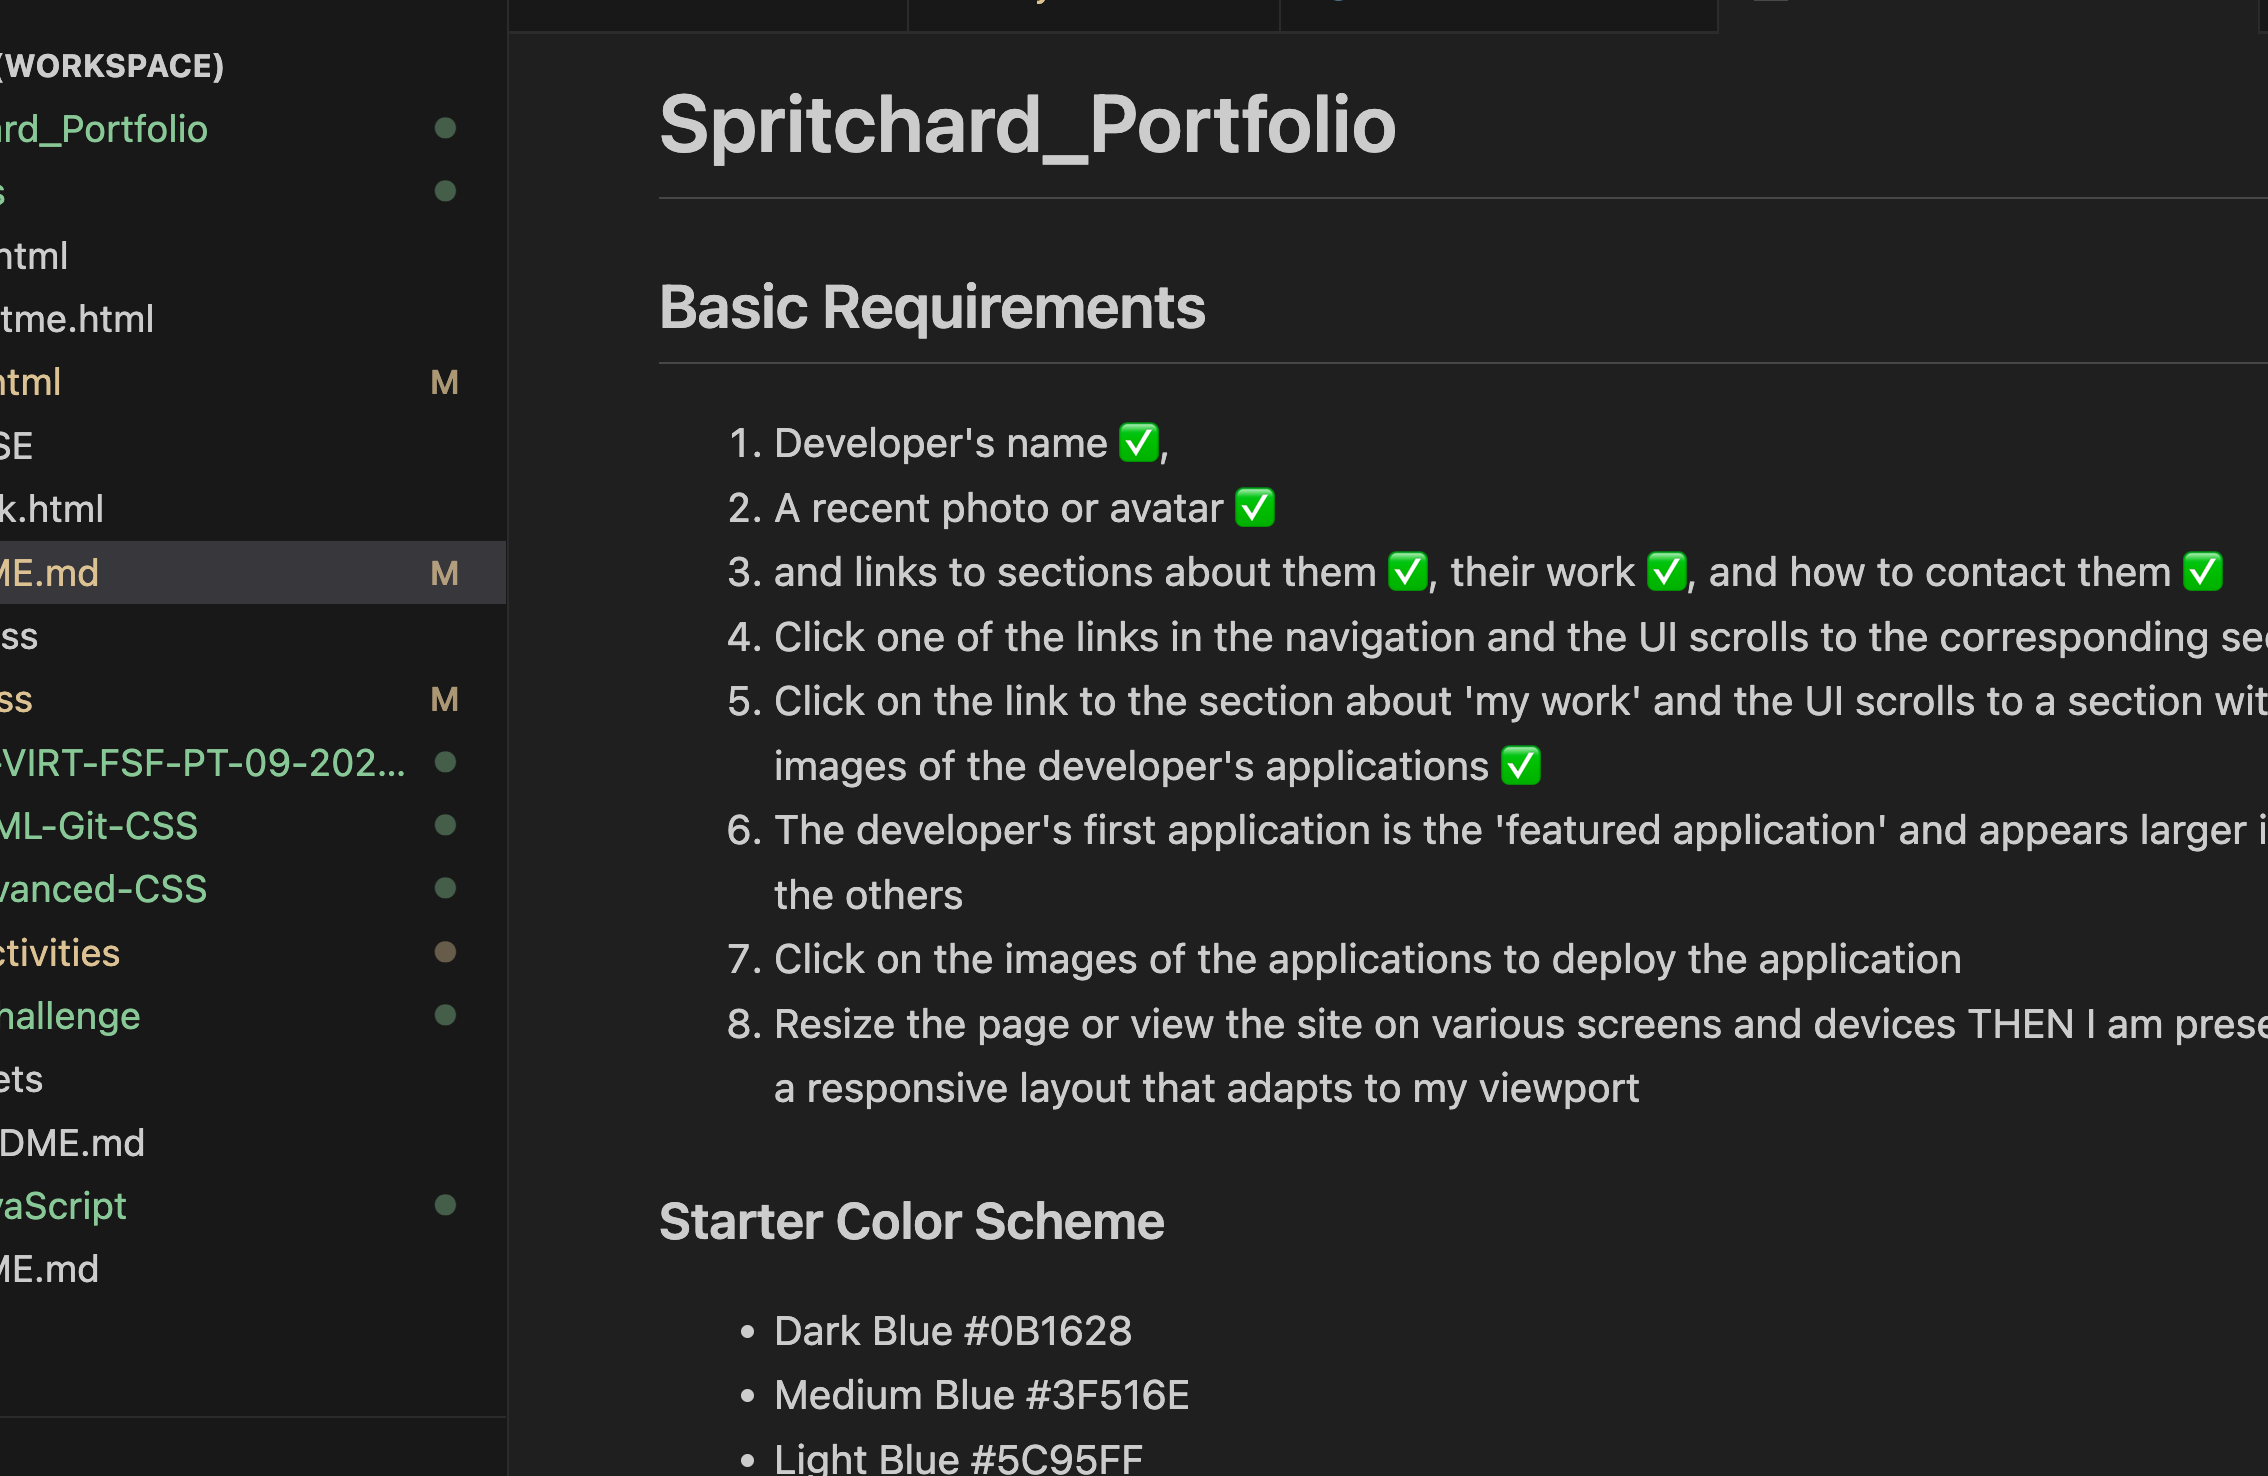 (WORKSPACE)
rd_Portfolio
s
html
tme.html
html M
SE
k.html
ME.md M
ss
ss M
-VIRT-FSF-PT-09-202...
ML-Git-CSS
vanced-CSS
ctivities
hallenge
ets
DME.md
vaScript
ME.md
Spritchard_Portfolio
Basic Requirements
1. Developer's name ✅,
2. A recent photo or avatar ✅
3. and links to sections about them ✅, their work ✅, and how to contact them ✅
4. Click one of the links in the navigation and the UI scrolls to the corresponding se
5. Click on the link to the section about 'my work' and the UI scrolls to a section wit
images of the developer's applications ✅
6. The developer's first application is the 'featured application' and appears larger i
the others
7. Click on the images of the applications to deploy the application
8. Resize the page or view the site on various screens and devices THEN I am prese
a responsive layout that adapts to my viewport
Starter Color Scheme
• Dark Blue #0B1628
• Medium Blue #3F516E
• Light Blue #5C95FF